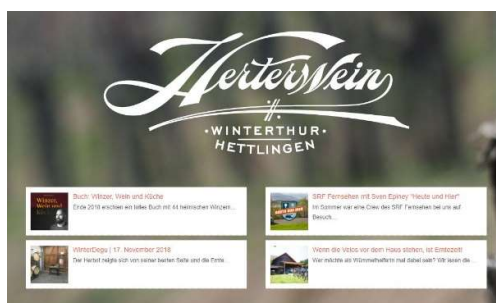 HerterWein
·WINTERTHUR·
HETTLINGEN
Buch: Winzer, Wein und Küche
Ende 2018 erschien ein tolles Buch mit 44 heimischen Winzern...
SRF Fernsehen mit Sven Epiney "Heute und Hier"
Im Sommer war eine Crew des SRF Fernsehen bei uns auf
Besuch...
WinterDegu | 17. November 2018
Der Herbst neigte sich von seiner besten Seite und die Ernte...
Wenn die Velos vor dem Haus stehen, ist Erntezeit!
Wer möchte als Wümmethelferin mal dabei sein? Wir lesen die...